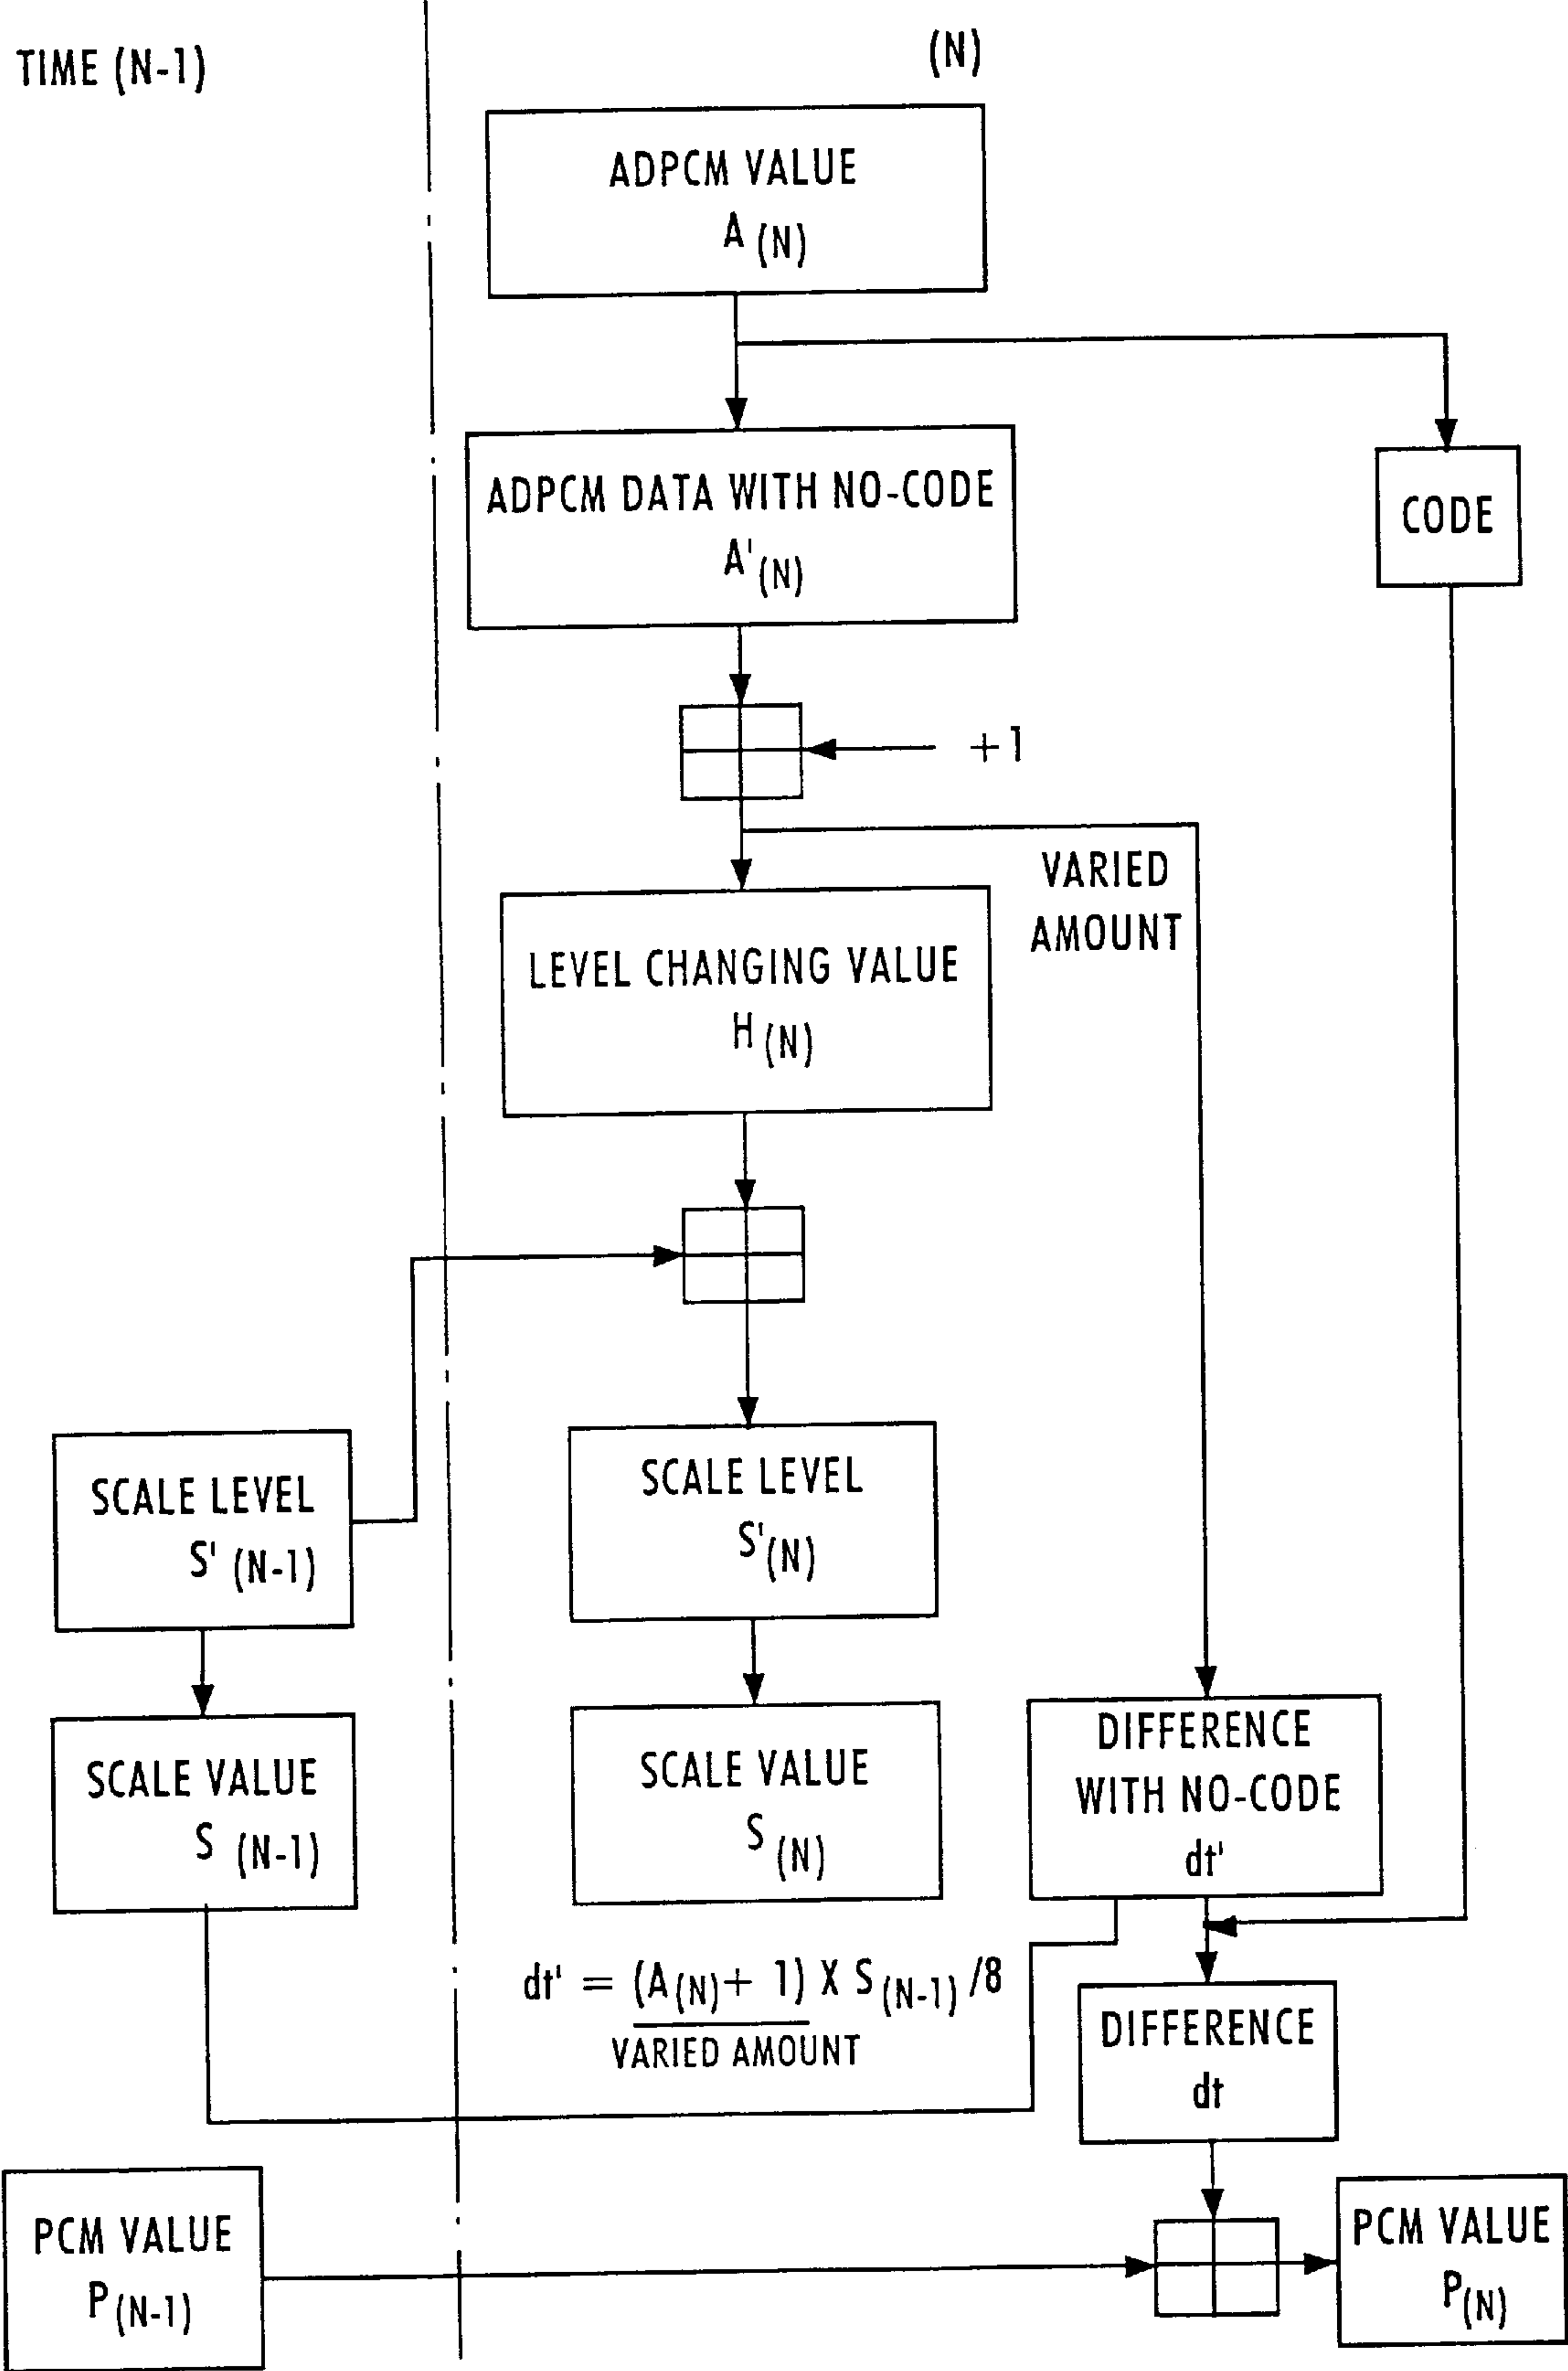 TIME (N-1)
(N)
ADPCM VALUE
A (N)
ADPCM DATA WITH NO-CODE
A'(N)
CODE
+1
VARIED
AMOUNT
LEVEL CHANGING VALUE
H (N)
SCALE LEVEL
S' (N-1)
SCALE LEVEL
S'(N)
SCALE VALUE
S (N-1)
SCALE VALUE
S (N)
DIFFERENCE
WITH NO-CODE
dt'
dt' = (A(N)+ 1) X S(N-1) /8
VARIED AMOUNT
DIFFERENCE
dt
PCM VALUE
P(N-1)
PCM VALUE
P(N)